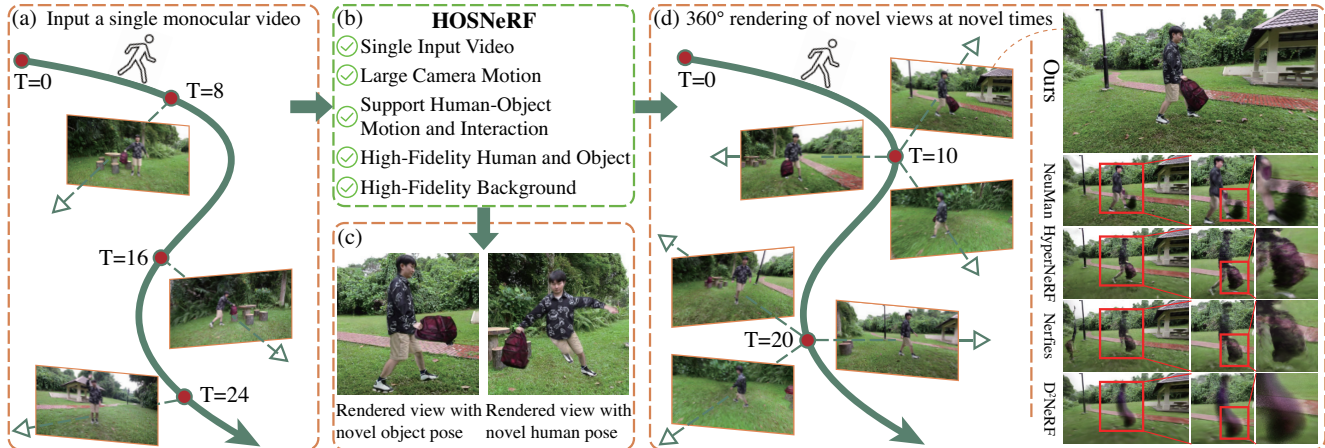 (a) Input a single monocular video
T=0
T=8
T=16
T=24
(b) HOSNeRF
Single Input Video
Large Camera Motion
Support Human-Object
Motion and Interaction
High-Fidelity Human and Object
High-Fidelity Background
(c)
Rendered view with
novel object pose
Rendered view with
novel human pose
(d) 360° rendering of novel views at novel times
T=0
T=10
T=20
Ours
NeuMan
HyperNeRF
Nerfies
D²NeRF